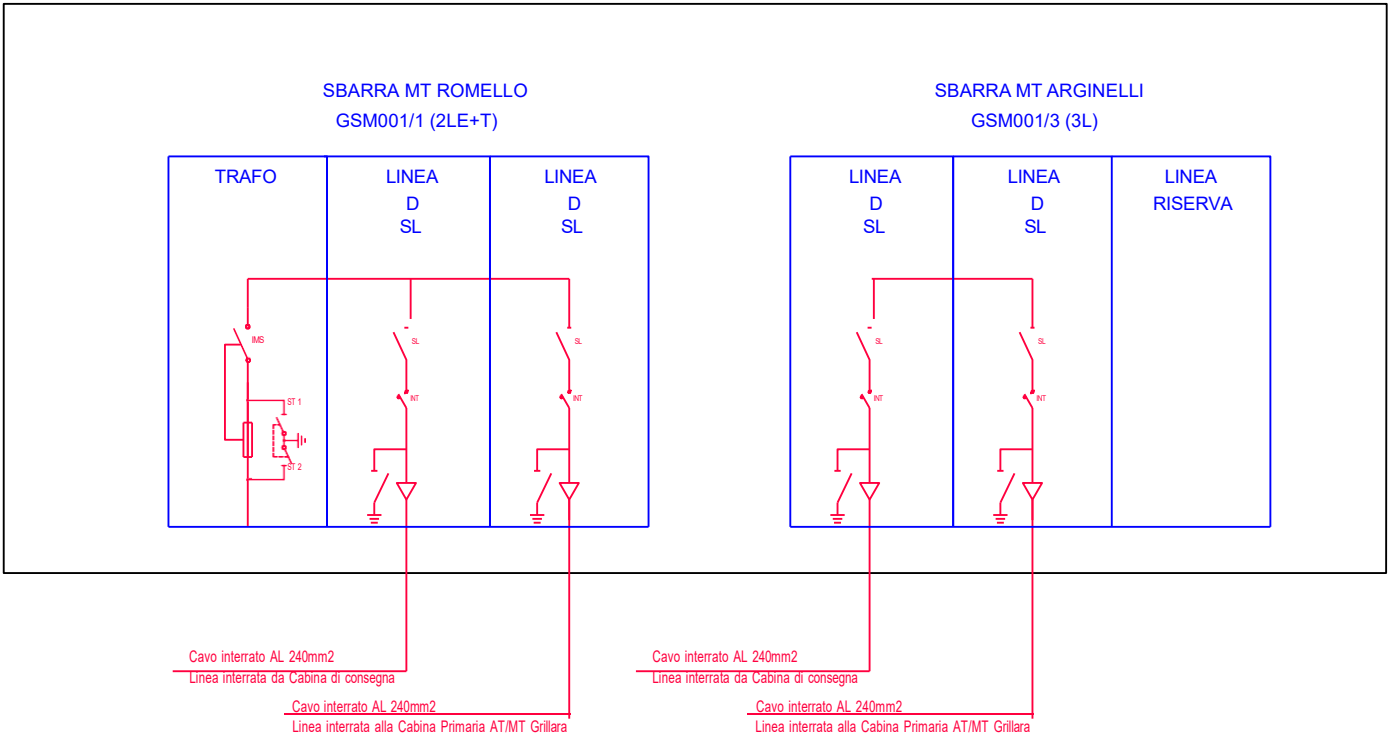 SBARRA MT ROMELLO
GSM001/1 (2LE+T)
TRAFO
LINEA
D
SL
LINEA
D
SL
IMS
ST 1
ST 2
SL
INT
SL
INT
SBARRA MT ARGINELLI
GSM001/3 (3L)
LINEA
D
SL
LINEA
D
SL
LINEA
RISERVA
SL
INT
SL
INT
Cavo interrato AL 240mm2
Linea interrata da Cabina di consegna
Cavo interrato AL 240mm2
Linea interrata alla Cabina Primaria AT/MT Grillara
Cavo interrato AL 240mm2
Linea interrata da Cabina di consegna
Cavo interrato AL 240mm2
Linea interrata alla Cabina Primaria AT/MT Grillara